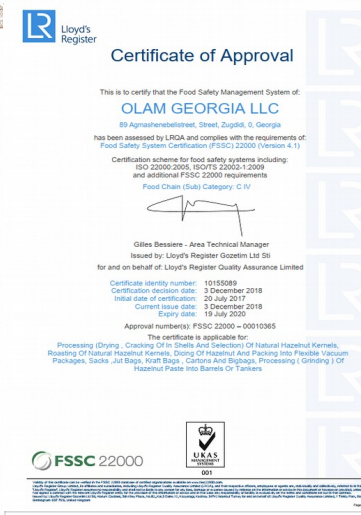 LR
Lloyd's
Register
Certificate of Approval
This is to certify that the Food Safety Management System of:
OLAM GEORGIA LLC
89 Agmashenebelistreet, Street, Zugdidi, 0, Georgia
has been assessed by LRQA and complies with the requirements of:
Food Safety System Certification (FSSC) 22000 (Version 4.1)
Certification scheme for food safety systems including:
ISO 22000:2005, ISO/TS 22002-1:2009
and additional FSSC 22000 requirements
Food Chain (Sub) Category: C IV
Gilles Bessiere - Area Technical Manager
Issued by: Lloyd's Register Gozetim Ltd Sti
for and on behalf of: Lloyd's Register Quality Assurance Limited
Certificate identity number: 10155089
Certification decision date: 3 December 2018
Initial date of certification: 20 July 2017
Current issue date: 3 December 2018
Expiry date: 19 July 2020
Approval number(s): FSSC 22000 – 00010365
The certificate is applicable for:
Processing (Drying , Cracking Of In Shells And Selection) Of Natural Hazelnut Kernels,
Roasting Of Natural Hazelnut Kernels, Dicing Of Hazelnut And Packing Into Flexible Vacuum
Packages, Sacks ,Jut Bags, Kraft Bags , Cartons And Bigbags, Processing ( Grinding ) Of
Hazelnut Paste Into Barrels Or Tankers
FSSC 22000
UKAS
MANAGEMENT
SYSTEMS
001